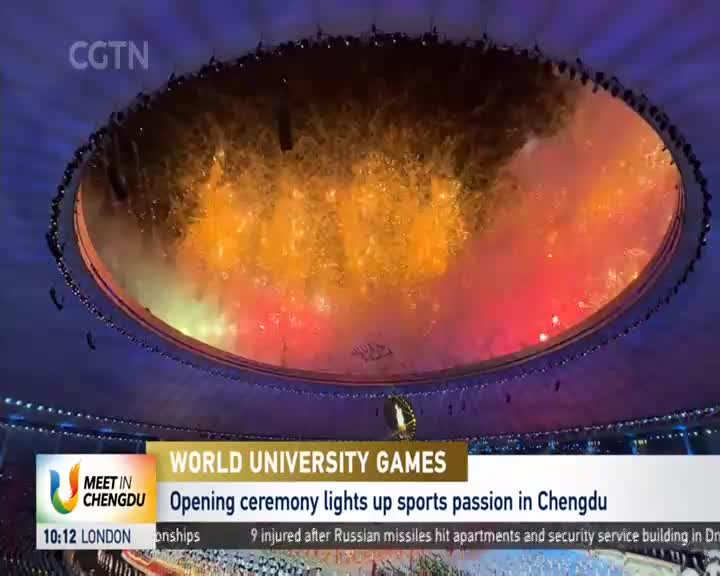 CGTN
WORLD UNIVERSITY GAMES
MEET IN
CHENGDU
Opening ceremony lights up sports passion in Chengdu
10:12 LONDON
onships 9 injured after Russian missiles hit apartments and security service building in Dn